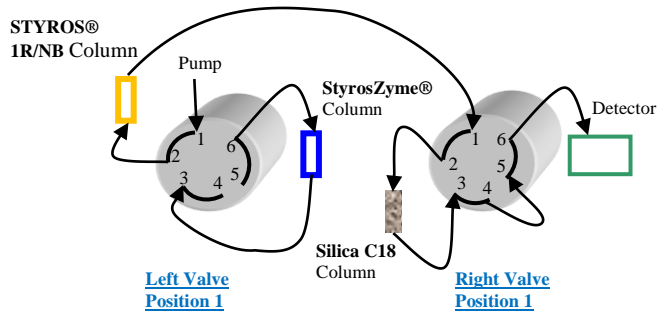 STYROS®
1R/NB Column
Pump
StyrosZyme®
Column
Detector
1
2
3
4
5
6
1
2
3
4
5
6
Silica C18
Column
Left Valve
Position 1
Right Valve
Position 1